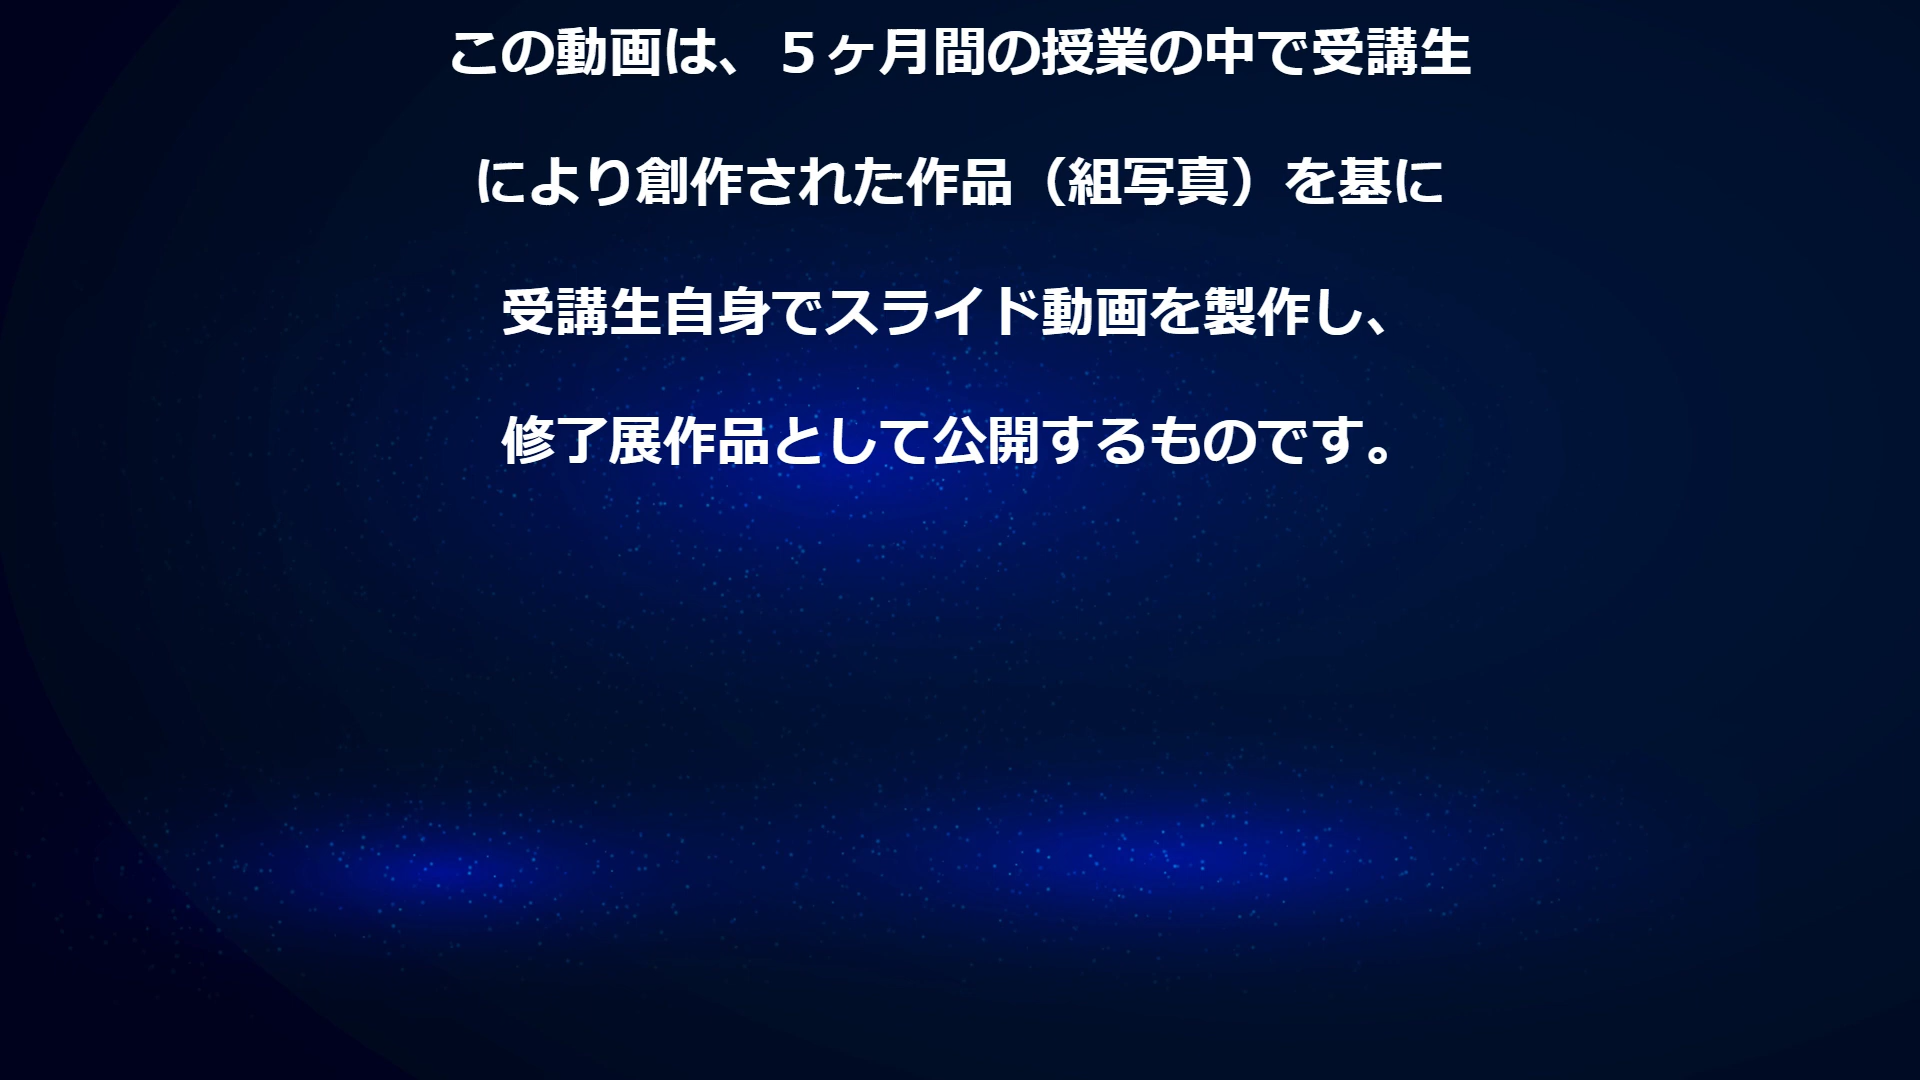 この動画は、５ヶ月間の授業の中で受講生
により創作された作品（組写真）を基に
受講生自身でスライド動画を製作し、
修了展作品として公開するものです。